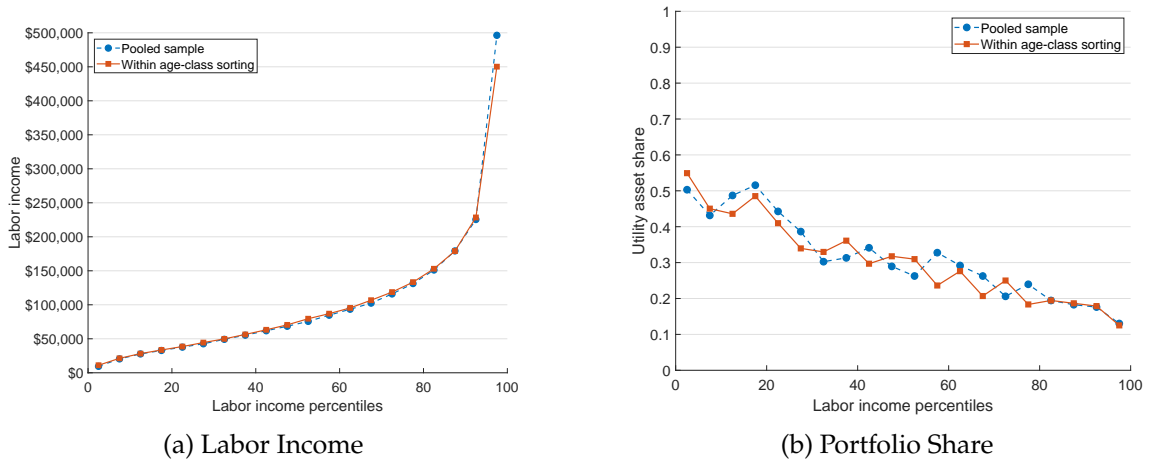 $500,000
$450,000
$400,000
$350,000
$300,000
$250,000
$200,000
$150,000
$100,000
$50,000
$0
Labor income
Pooled sample
Within age-class sorting
0 20 40 60 80 100
Labor income percentiles
(a) Labor Income
1
0.9
0.8
0.7
0.6
0.5
0.4
0.3
0.2
0.1
0
Utility asset share
Pooled sample
Within age-class sorting
0 20 40 60 80 100
Labor income percentiles
(b) Portfolio Share